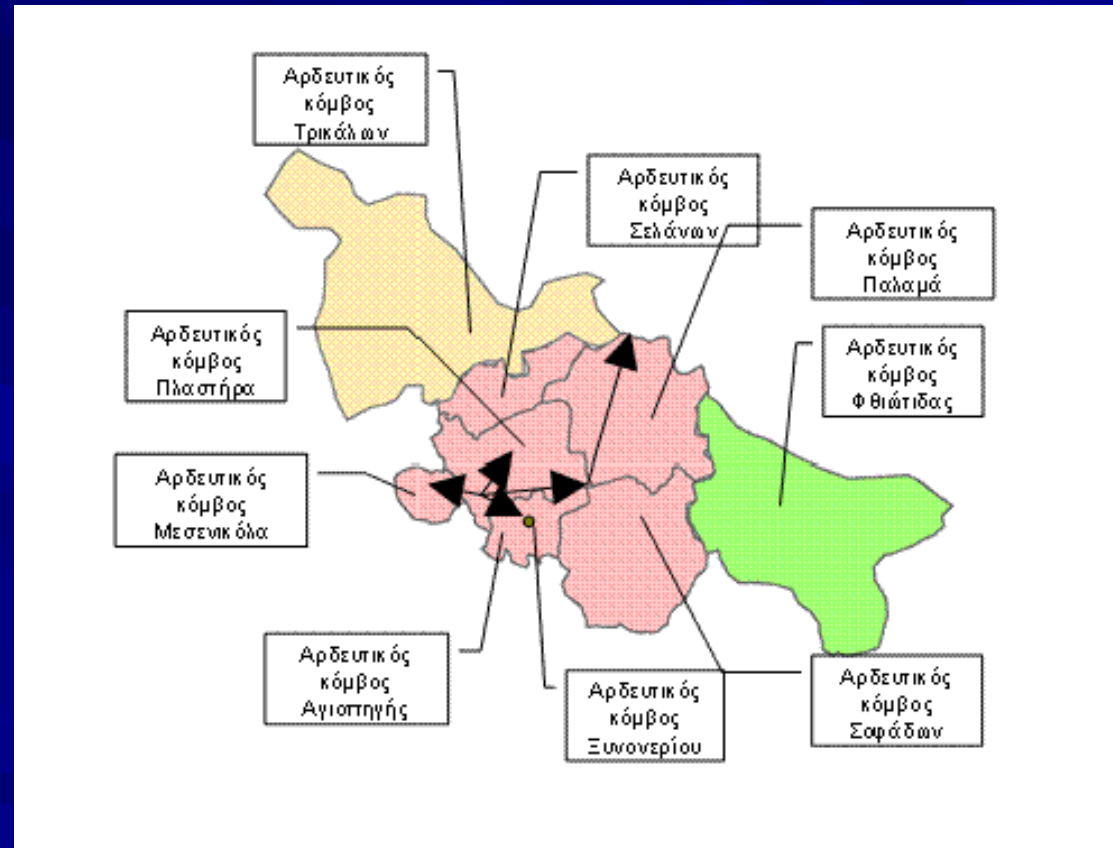 Αρδευτικός
κόμβος
Τρικάλων
Αρδευτικός
κόμβος
Σελάνων
Αρδευτικός
κόμβος
Παλαμά
Αρδευτικός
κόμβος
Πλαστήρα
Αρδευτικός
κόμβος
Φθιώτιδας
Αρδευτικός
κόμβος
Μεσενικόλα
Αρδευτικός
κόμβος
Αγιοπηγής
Αρδευτικός
κόμβος
Ξυνονερίου
Αρδευτικός
κόμβος
Σοφάδων